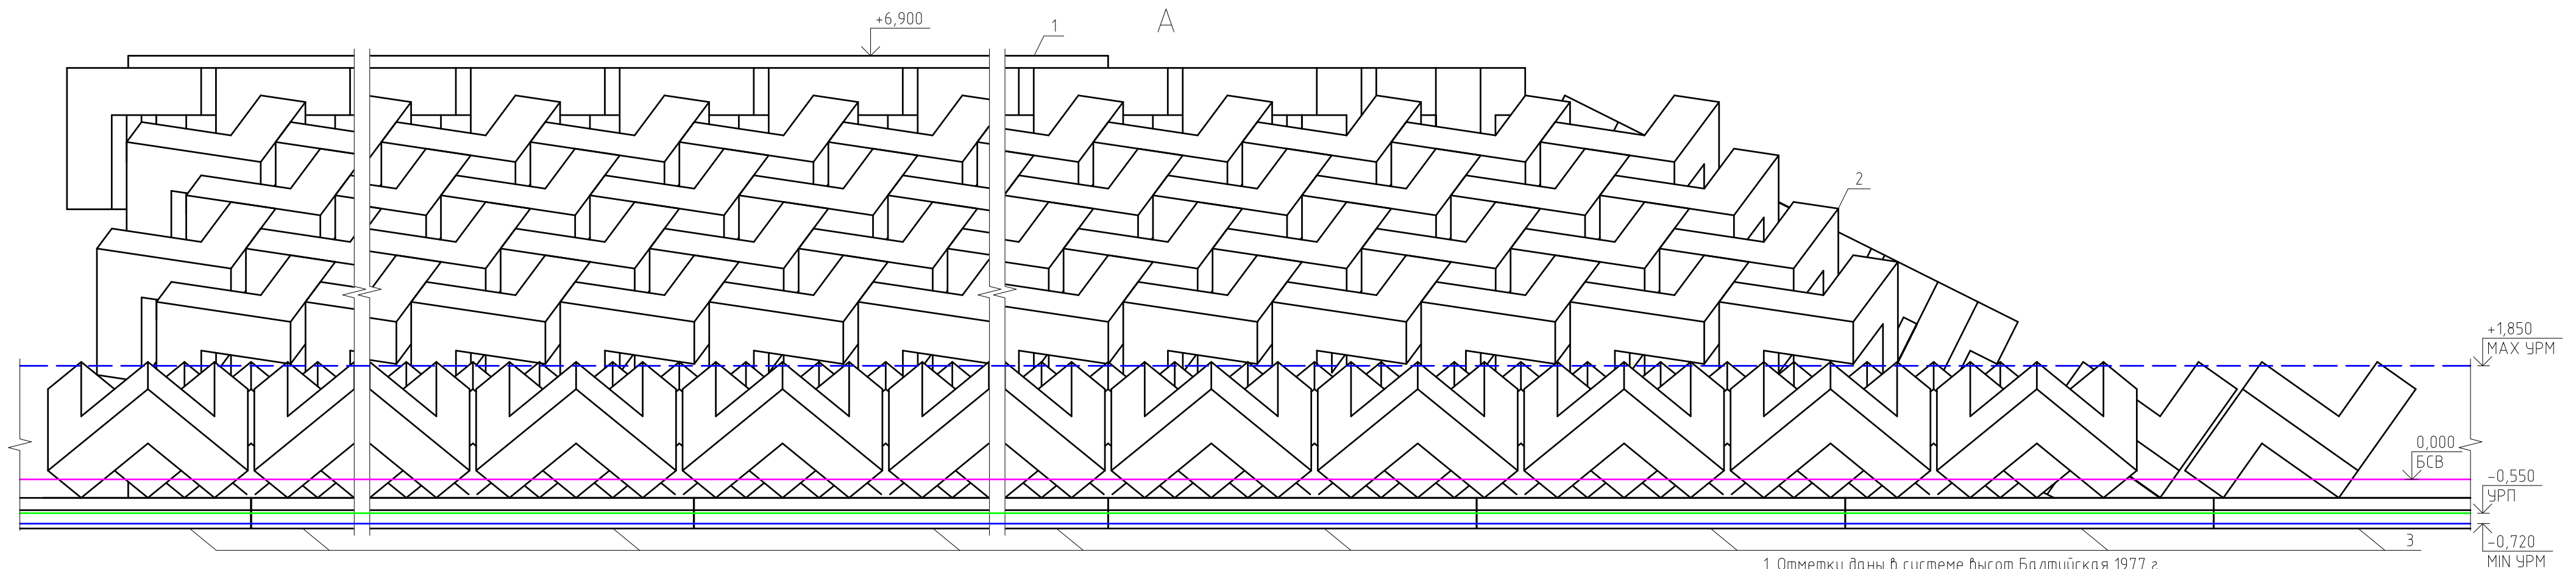 А
+6,900
1
2
+1,850
MAX УРМ
0,000
БСВ
-0,550
УРП
-0,720
MIN УРМ
3
1. Отметки даны в системе высот Балтийская 1977 г.